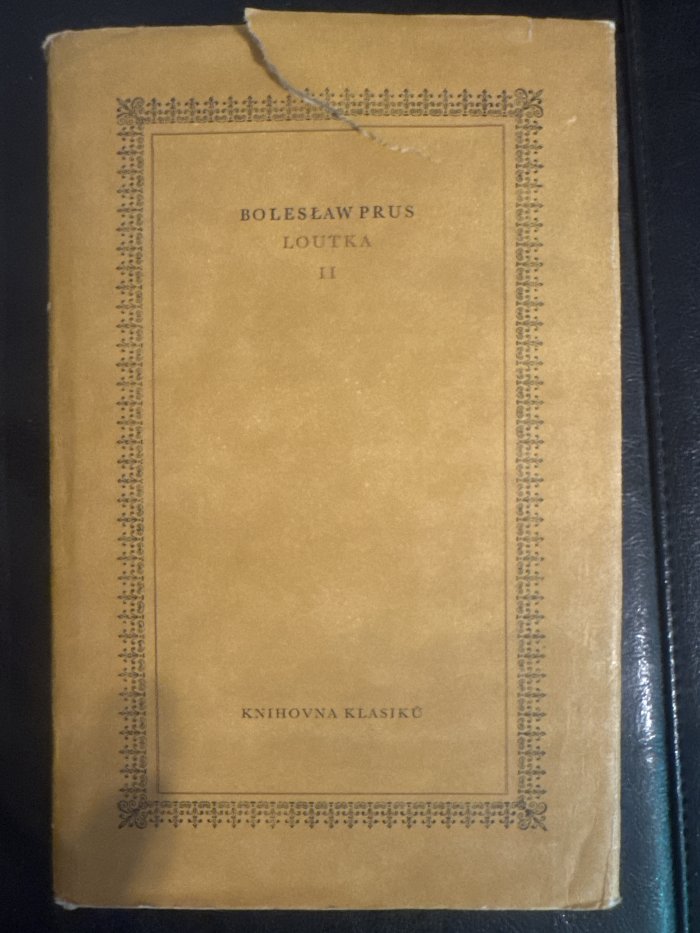 BOLESŁAW PRUS
LOUTKA
II
KNIHOVNA KLASIKŮ